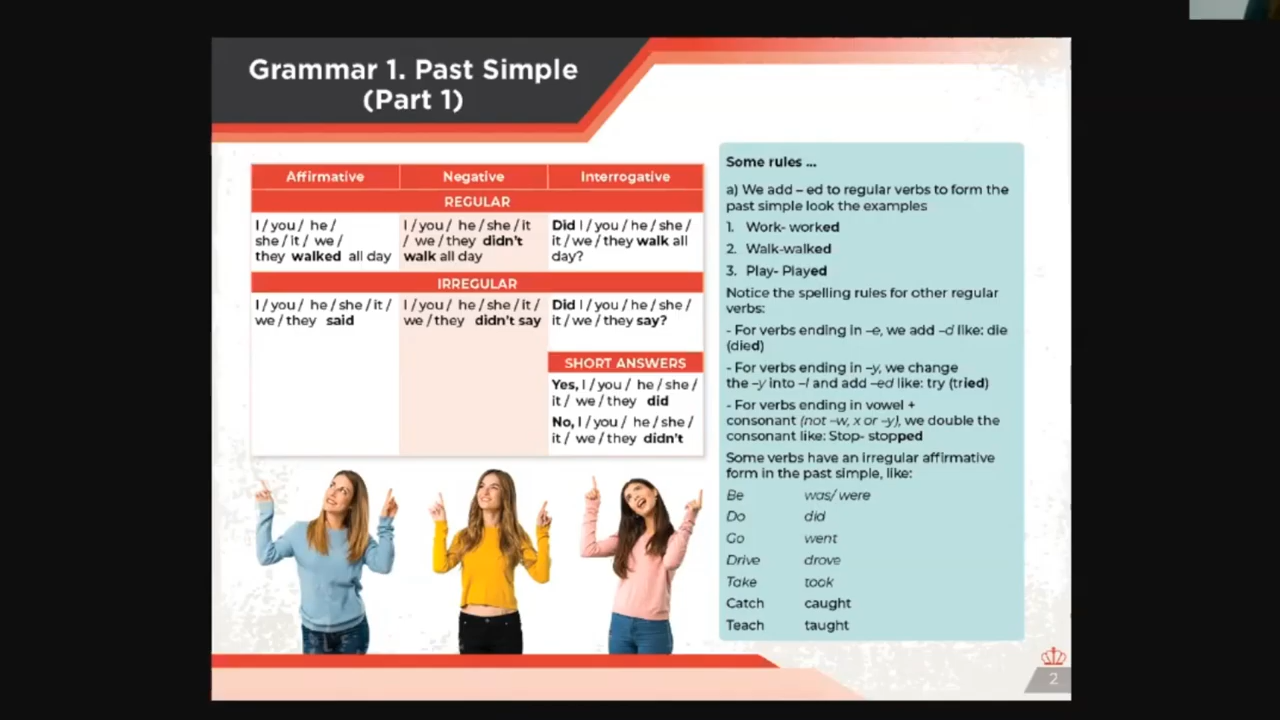 Grammar 1. Past Simple
(Part 1)
Affirmative
Negative
Interrogative
REGULAR
I / you / he /
she / it / we /
they walked all day
I / you / he / she / it
/ we / they didn't
walk all day
Did I / you / he / she /
it / we / they walk all
day?
IRREGULAR
I / you / he / she / it /
we / they said
I / you / he / she / it /
we / they didn't say
Did I / you / he / she /
it / we / they say?
SHORT ANSWERS
Yes, I / you / he / she /
it / we / they did
No, I / you / he / she /
it / we / they didn't
Some rules ...
a) We add – ed to regular verbs to form the
past simple look the examples
1. Work- worked
2. Walk-walked
3. Play- Played
Notice the spelling rules for other regular
verbs:
- For verbs ending in –e, we add –d like: die
(died)
- For verbs ending in –y, we change
the –y into –I and add –ed like: try (tried)
- For verbs ending in vowel +
consonant (not –w, x or –y), we double the
consonant like: Stop- stopped
Some verbs have an irregular affirmative
form in the past simple, like:
Be was/ were
Do did
Go went
Drive drove
Take took
Catch caught
Teach taught
2